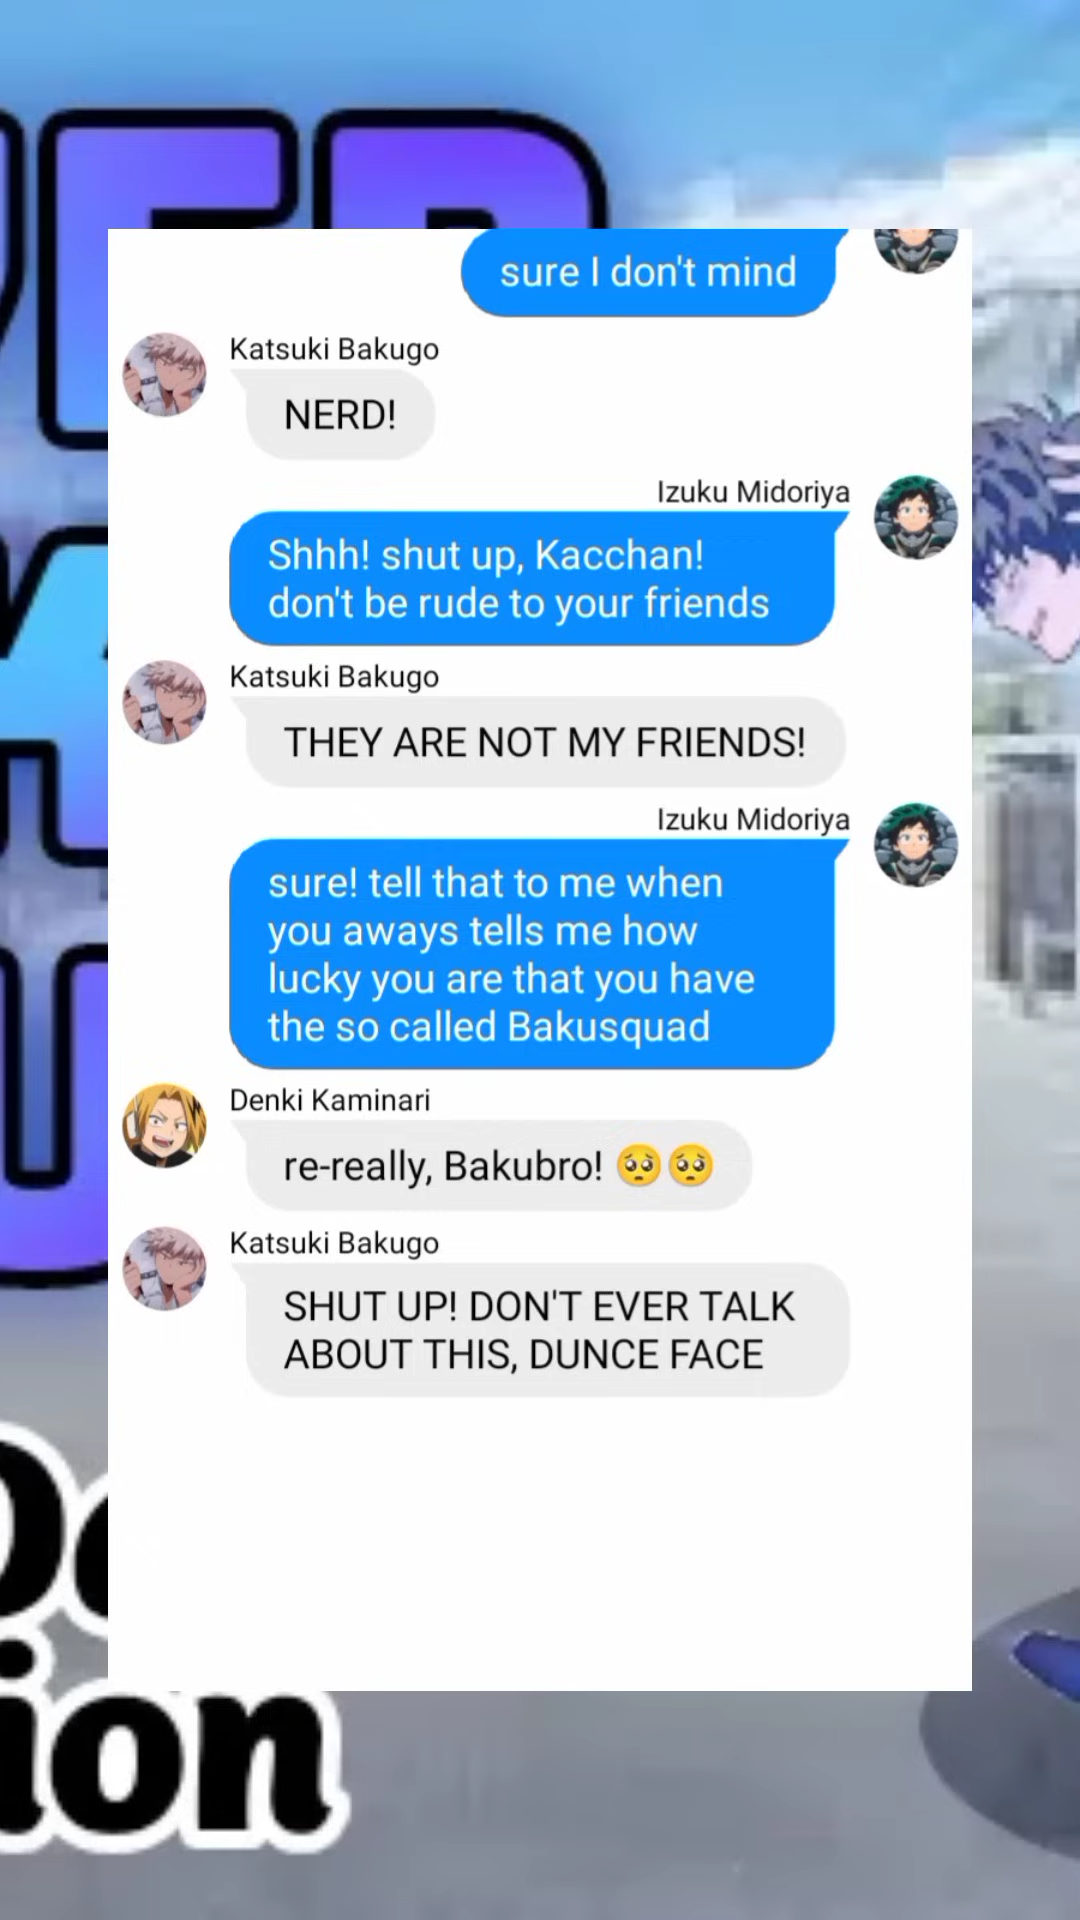 sure I don't mind
Katsuki Bakugo
NERD!
Izuku Midoriya
Shhh! shut up, Kacchan!
don't be rude to your friends
Katsuki Bakugo
THEY ARE NOT MY FRIENDS!
Izuku Midoriya
sure! tell that to me when
you aways tells me how
lucky you are that you have
the so called Bakusquad
Denki Kaminari
re-really, Bakubro! 🥺🥺
Katsuki Bakugo
SHUT UP! DON'T EVER TALK
ABOUT THIS, DUNCE FACE
ion